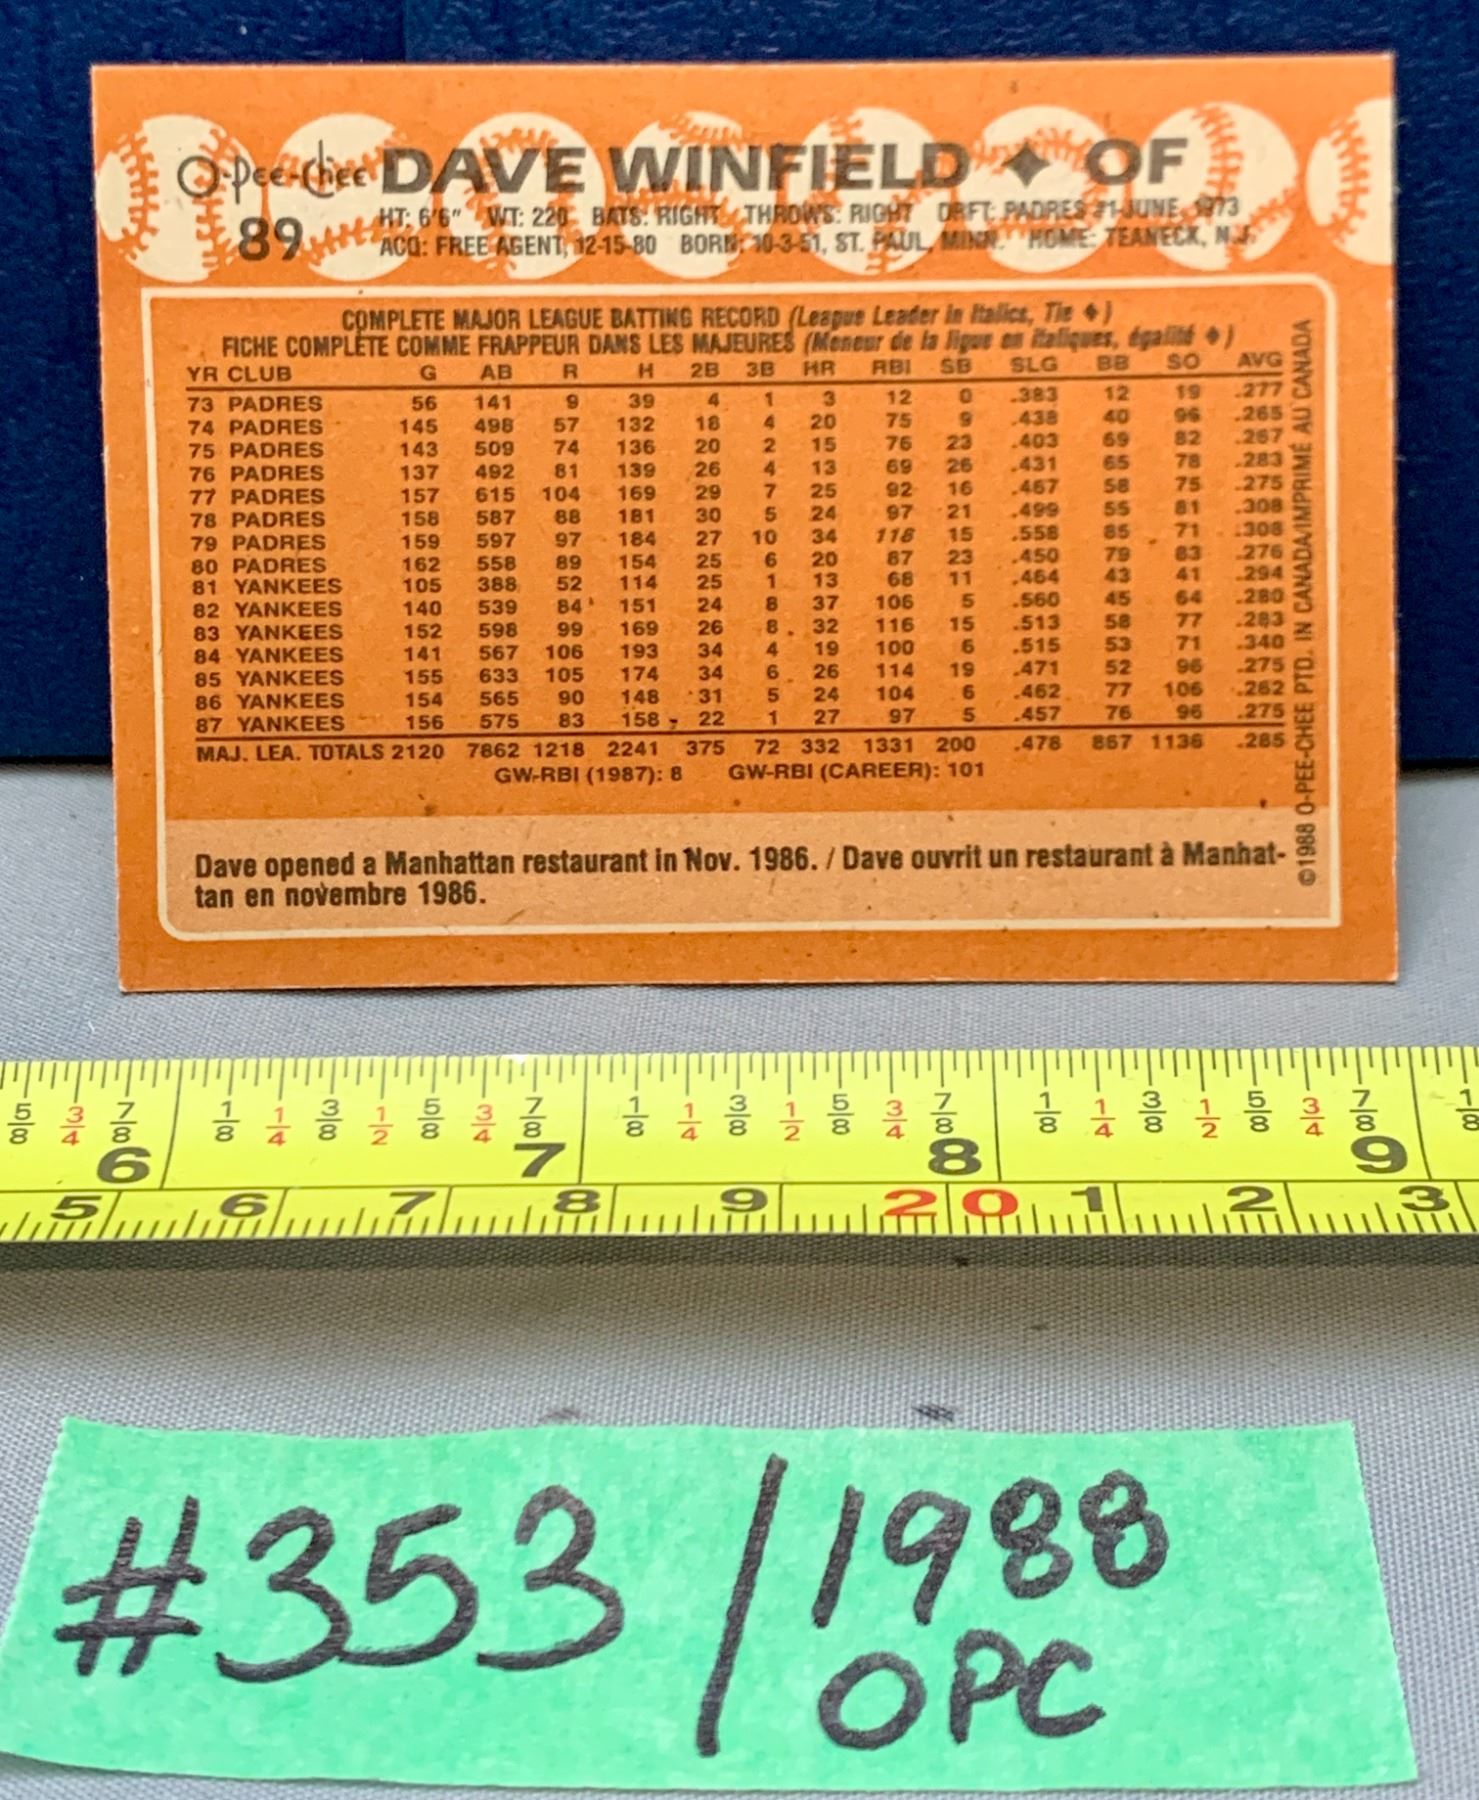 O-Pee-Chee DAVE WINFIELD ✦ OF
89 HT: 6'6" WT: 220 BATS: RIGHT THROWS: RIGHT DRFT: PADRES #1-JUNE, 1973
ACQ: FREE AGENT, 12-15-80 BORN: 10-3-51, ST. PAUL, MINN. HOME: TEANECK, N.J.
COMPLETE MAJOR LEAGUE BATTING RECORD (League Leader in Italics, Tie ♦)
FICHE COMPLÈTE COMME FRAPPEUR DANS LES MAJEURES (Meneur de la ligue en italiques, égalité ♦)
YR CLUB G AB R H 2B 3B HR RBI SB SLG BB SO AVG
73 PADRES 56 141 9 39 4 1 3 12 0 .383 12 19 .277
74 PADRES 145 498 57 132 18 4 20 75 9 .438 40 96 .265
75 PADRES 143 509 74 136 20 2 15 76 23 .403 69 82 .267
76 PADRES 137 492 81 139 26 4 13 69 26 .431 65 78 .283
77 PADRES 157 615 104 169 29 7 25 92 16 .467 58 75 .275
78 PADRES 158 587 88 181 30 5 24 97 21 .499 55 81 .308
79 PADRES 159 597 97 184 27 10 34 118 15 .558 85 71 .308
80 PADRES 162 558 89 154 25 6 20 87 23 .450 79 83 .276
81 YANKEES 105 388 52 114 25 1 13 68 11 .464 43 41 .294
82 YANKEES 140 539 84 151 24 8 37 106 5 .560 45 64 .280
83 YANKEES 152 598 99 169 26 8 32 116 15 .513 58 77 .283
84 YANKEES 141 567 106 193 34 4 19 100 6 .515 53 71 .340
85 YANKEES 155 633 105 174 34 6 26 114 19 .471 52 96 .275
86 YANKEES 154 565 90 148 31 5 24 104 6 .462 77 106 .262
87 YANKEES 156 575 83 158 22 1 27 97 5 .457 76 96 .275
MAJ. LEA. TOTALS 2120 7862 1218 2241 375 72 332 1331 200 .478 867 1136 .285
GW-RBI (1987): 8 GW-RBI (CAREER): 101
Dave opened a Manhattan restaurant in Nov. 1986. / Dave ouvrit un restaurant à Manhat-
tan en novembre 1986.
©1988 O-PEE-CHEE PTD. IN CANADA/IMPRIMÉ AU CANADA
5/8 3/4 7/8 1/8 1/4 3/8 1/2 5/8 3/4 7/8 1/8 1/4 3/8 1/2 5/8 3/4 7/8 1/8 1/4 3/8 1/2 5/8 3/4 7/8 1/8
6 7 8 9
5 6 7 8 9 20 1 2 3
#353 / 1988
OPC